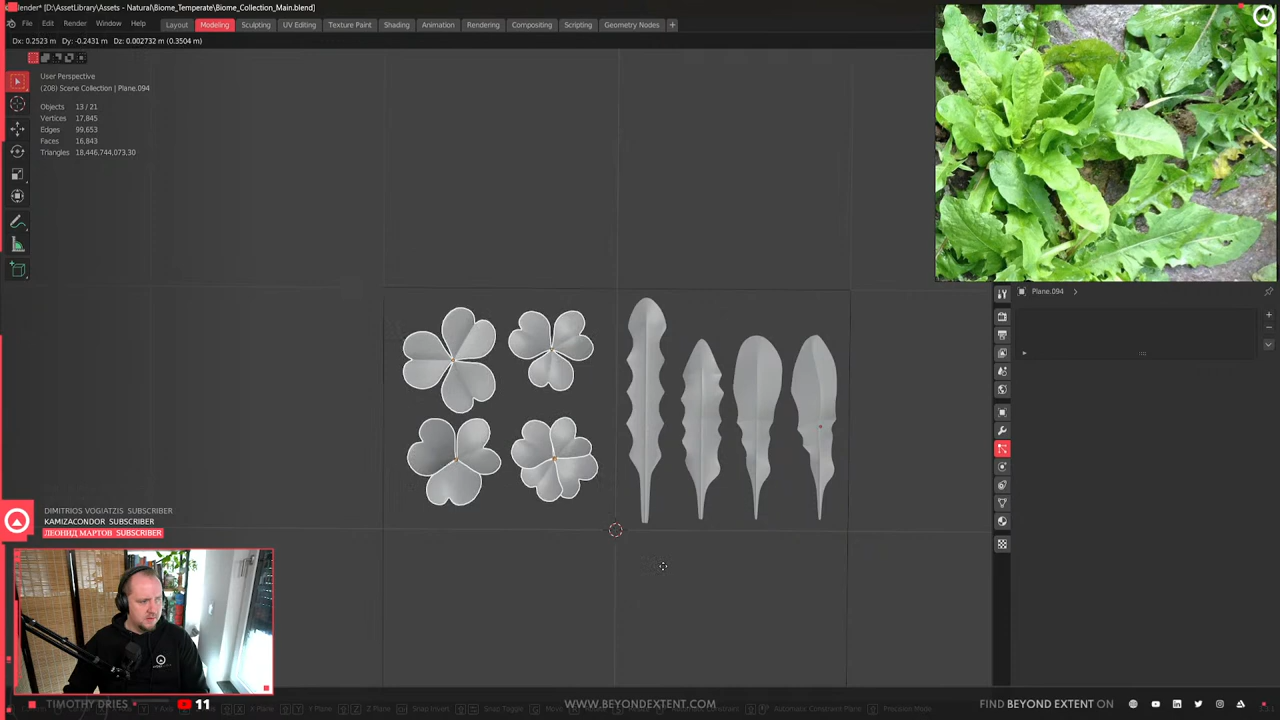 Blender* [D:\AssetLibrary\Assets - Natural\Biome_Temperate\Biome_Collection_Main.blend]
File Edit Render Window Help Layout Modeling Sculpting UV Editing Texture Paint Shading Animation Rendering Compositing Scripting Geometry Nodes +
Dx: 0.2523 m Dy: -0.2431 m Dz: 0.002732 m (0.3504 m)
User Perspective
(208) Scene Collection | Plane.094
Objects 13 / 21
Vertices 17,845
Edges 99,653
Faces 16,843
Triangles 18,446,744,073,30
Plane.094
DIMITRIOS VOGIATZIS SUBSCRIBER
KAMIZACONDOR SUBSCRIBER
ЛЕОНИД МАРТОВ SUBSCRIBER
TIMOTHY DRIES
11
WWW.BEYONDEXTENT.COM
FIND BEYOND EXTENT ON